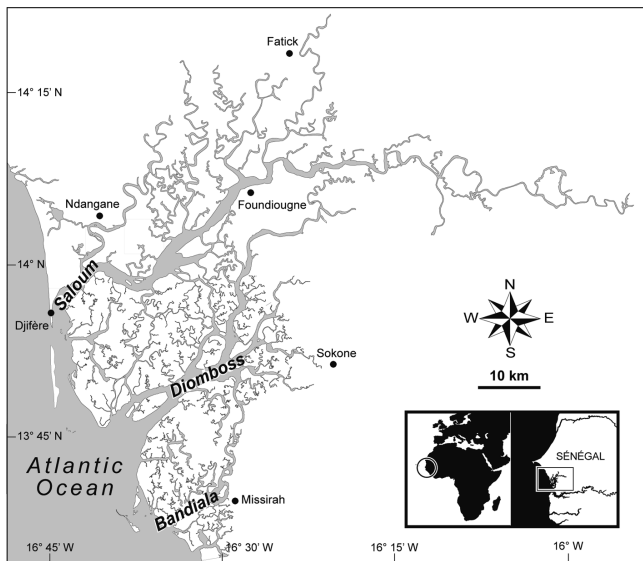 Fatick
14° 15' N
Ndangane
Foundiougne
14° N
Saloum
Djifère
N
W
E
S
Sokone
Diomboss
10 km
13° 45' N
SÉNÉGAL
Atlantic
Ocean
Missirah
Bandiala
16° 45' W
16° 30' W
16° 15' W
16° W